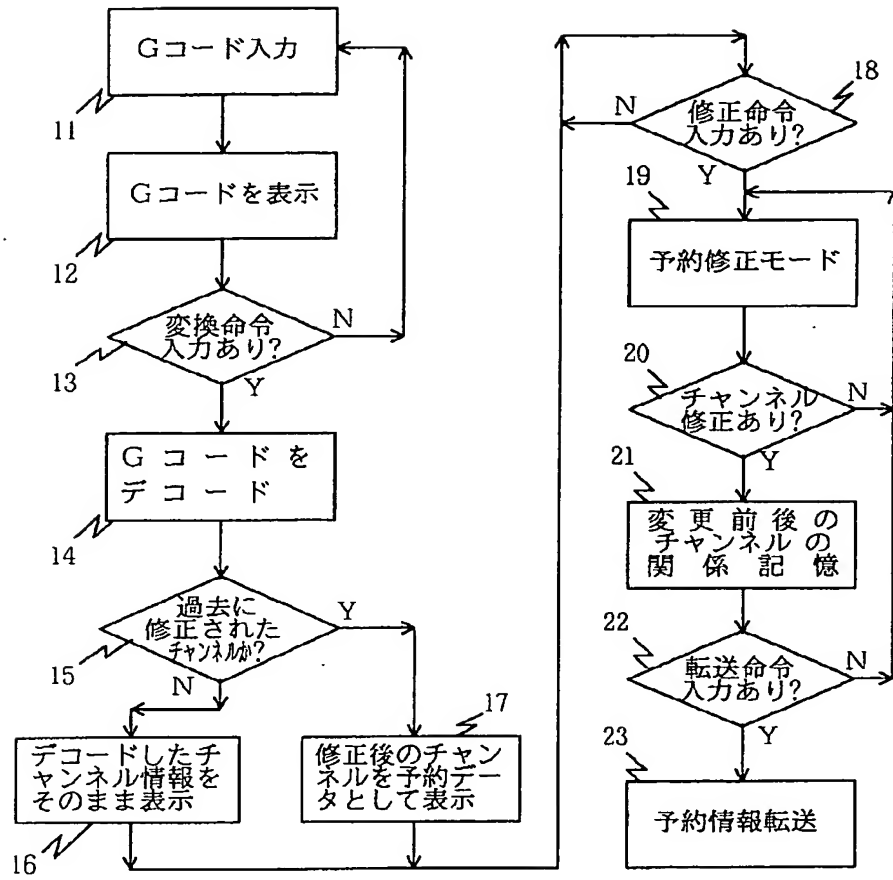 Gコード入力
11
Gコードを表示
12
変換命令
入力あり?
N
13
Y
Gコードを
デコード
14
過去に
修正された
チャンネルか?
Y
15
N
デコードしたチ
ャンネル情報を
そのまま表示
16
17
修正後のチャン
ネルを予約デー
タとして表示
18
N
修正命令
入力あり?
Y
19
予約修正モード
20
チャンネル
修正あり?
N
Y
21
変更前後の
チャンネルの
関係記憶
22
転送命令
入力あり?
N
Y
23
予約情報転送